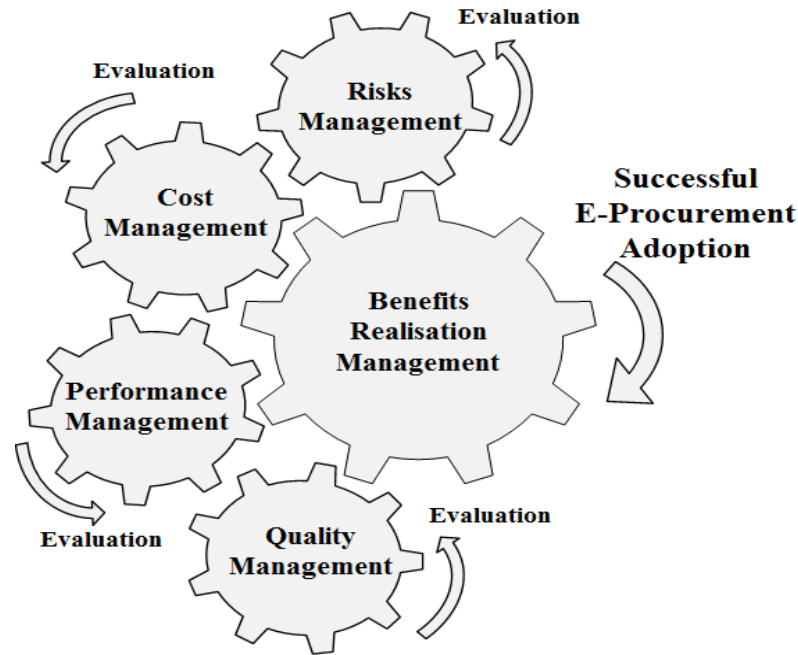 Evaluation
Evaluation
Risks
Management
Successful
E-Procurement
Adoption
Cost
Management
Benefits
Realisation
Management
Performance
Management
Evaluation
Evaluation
Quality
Management